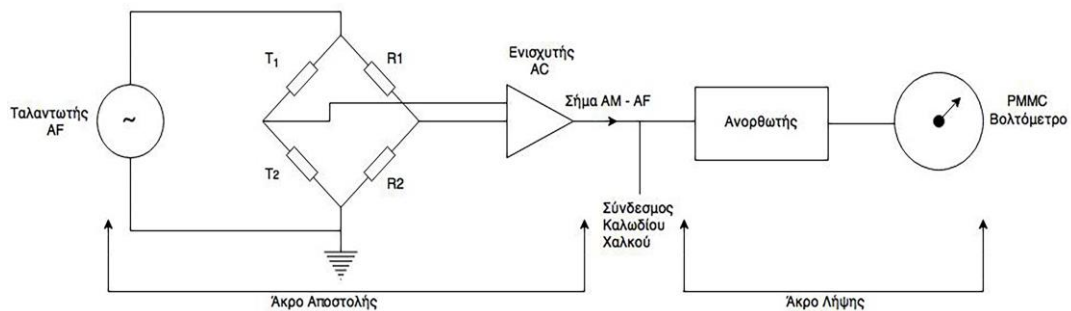 Ταλαντωτής
AF
~
T1
R1
T2
R2
Ενισχυτής
AC
Σήμα AM - AF
Σύνδεσμος
Καλωδίου
Χαλκού
Ανορθωτής
PMMC
Βολτόμετρο
Άκρο Αποστολής
Άκρο Λήψης